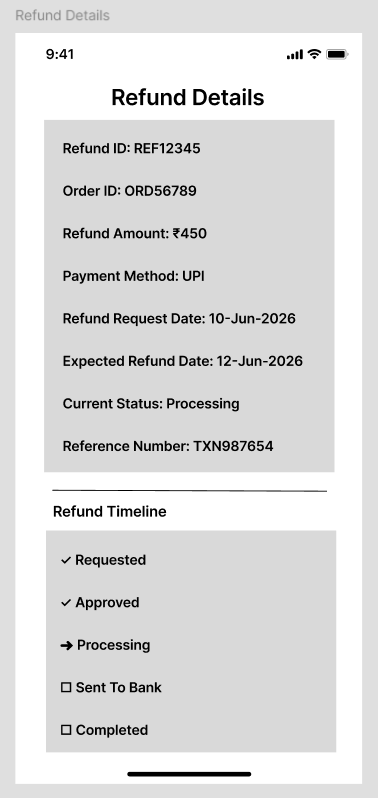 Refund Details
9:41
Refund Details
Refund ID: REF12345
Order ID: ORD56789
Refund Amount: ₹450
Payment Method: UPI
Refund Request Date: 10-Jun-2026
Expected Refund Date: 12-Jun-2026
Current Status: Processing
Reference Number: TXN987654
Refund Timeline
✓ Requested
✓ Approved
➜ Processing
☐ Sent To Bank
☐ Completed